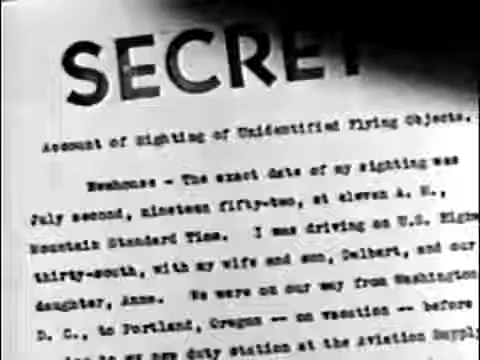 SECRET
Account of Sighting of Unidentified Flying Objects.
Newhouse - The exact date of my sighting was
July second, nineteen fifty-two, at eleven A. M.,
Mountain Standard Time. I was driving on U.S.
thirty-south, with my wife and son, Delbert, and our
daughter, Anne. We were on our way from Washington
D. C., to Portland, Oregon -- on vacation -- before
to my new duty station at the Aviation Supply